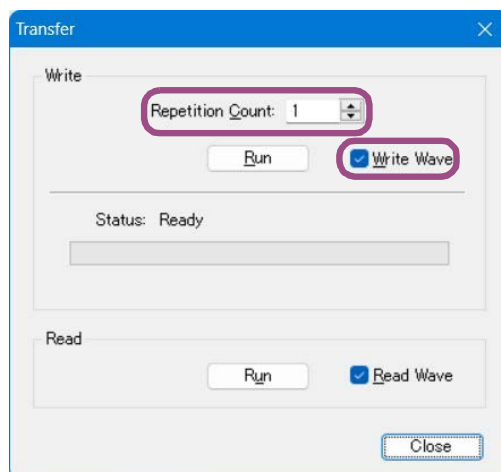 Transfer
Write
Repetition Count: 1
Run Write Wave
Status: Ready
Read
Run Read Wave
Close